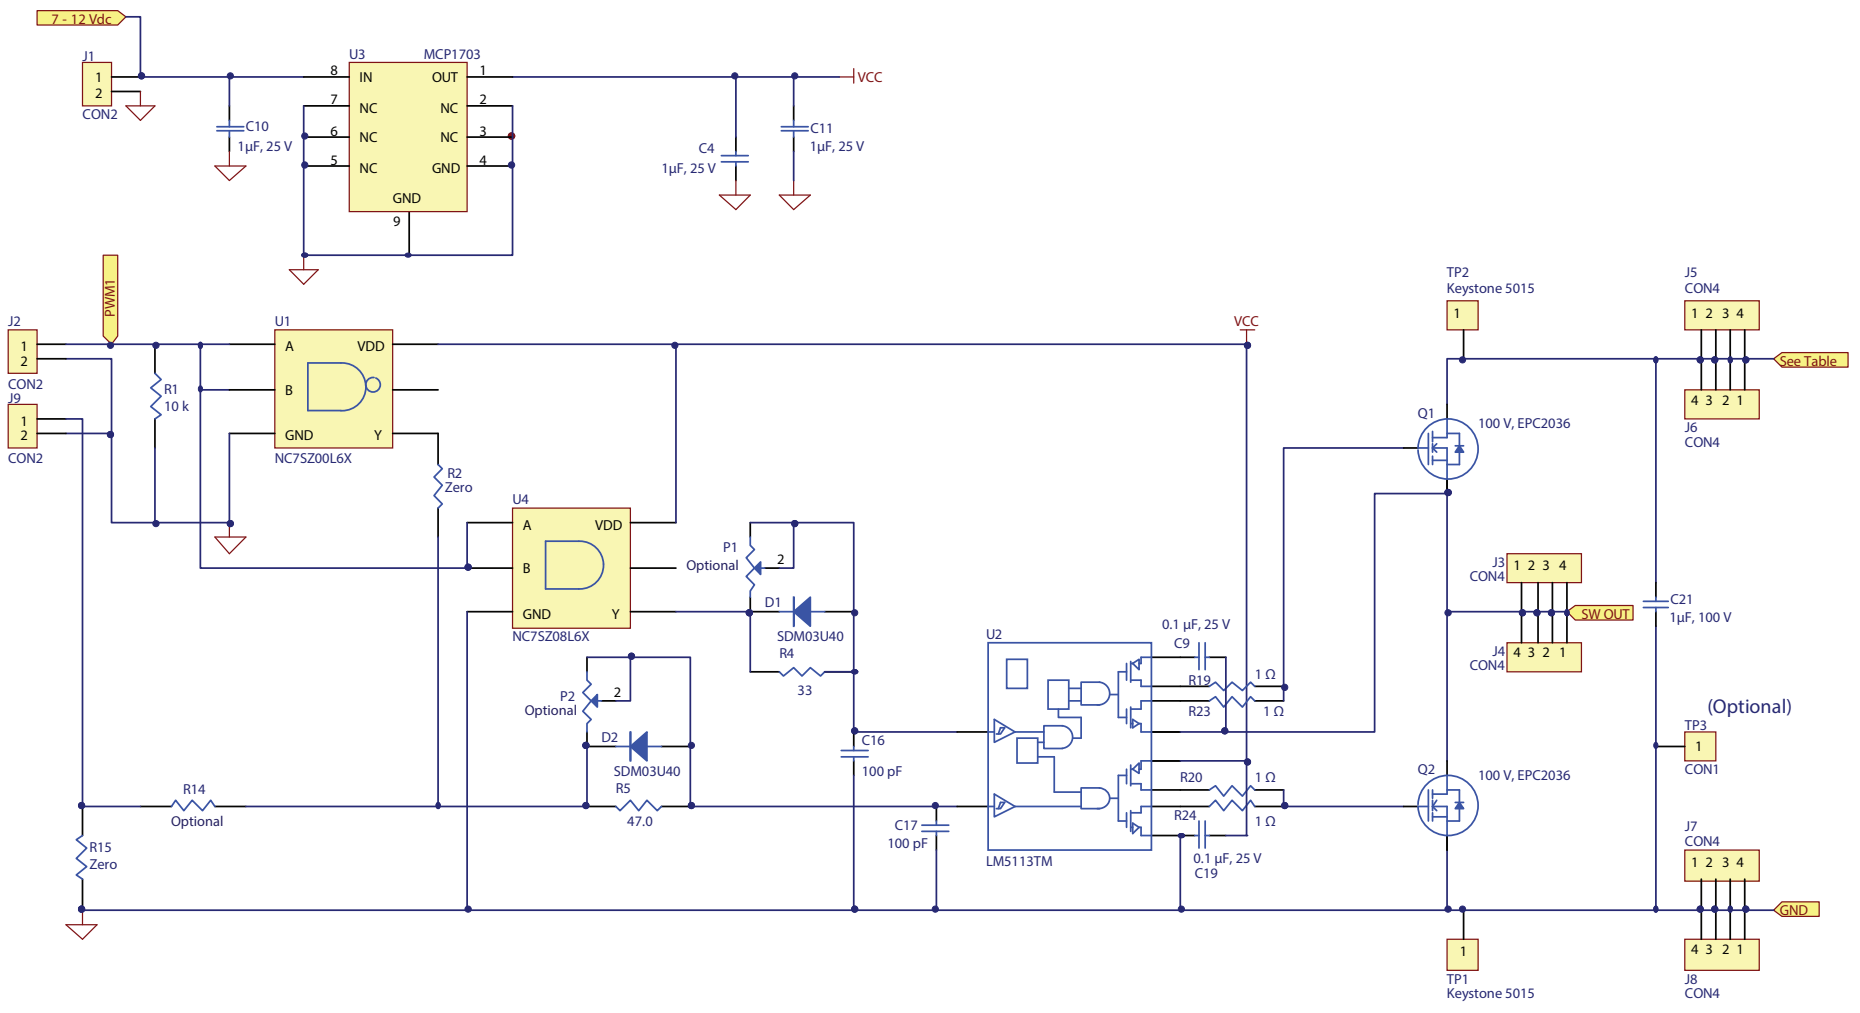 7 - 12 Vdc
J1
1
2
CON2
C10
1µF, 25 V
U3
MCP1703
8
IN
OUT
1
7
NC
NC
2
6
NC
NC
3
5
NC
GND
4
GND
9
C4
1µF, 25 V
C11
1µF, 25 V
VCC
PWM1
J2
1
2
CON2
J9
1
2
CON2
R1
10 k
U1
A
VDD
B
GND
Y
NC7SZ00L6X
R2
Zero
U4
A
VDD
B
GND
Y
NC7SZ08L6X
P1
Optional
2
D1
SDM03U40
R4
33
P2
Optional
2
D2
SDM03U40
R5
47.0
R14
Optional
R15
Zero
C16
100 pF
C17
100 pF
U2
LM5113TM
0.1 µF, 25 V
C9
R19
1 Ω
R23
1 Ω
R20
1 Ω
R24
1 Ω
0.1 µF, 25 V
C19
VCC
TP2
Keystone 5015
1
Q1
100 V, EPC2036
Q2
100 V, EPC2036
J5
CON4
1 2 3 4
See Table
4 3 2 1
J6
CON4
J3
CON4
1 2 3 4
SW OUT
J4
CON4
4 3 2 1
C21
1µF, 100 V
(Optional)
TP3
1
CON1
J7
CON4
1 2 3 4
GND
4 3 2 1
J8
CON4
1
TP1
Keystone 5015